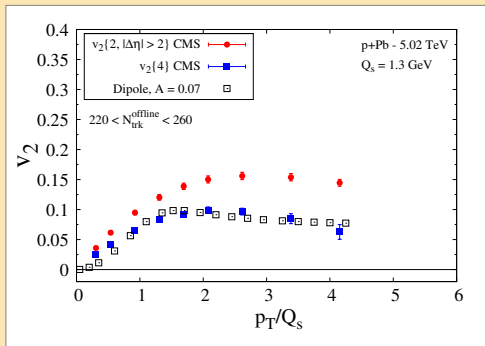 v₂{2, |Δη| > 2} CMS
v₂{4} CMS
Dipole, A = 0.07
p+Pb - 5.02 TeV
Qₛ = 1.3 GeV
220 < N_trk^offline < 260
v₂
0.4
0.35
0.3
0.25
0.2
0.15
0.1
0.05
0
0 1 2 3 4 5 6
p_T/Qₛ